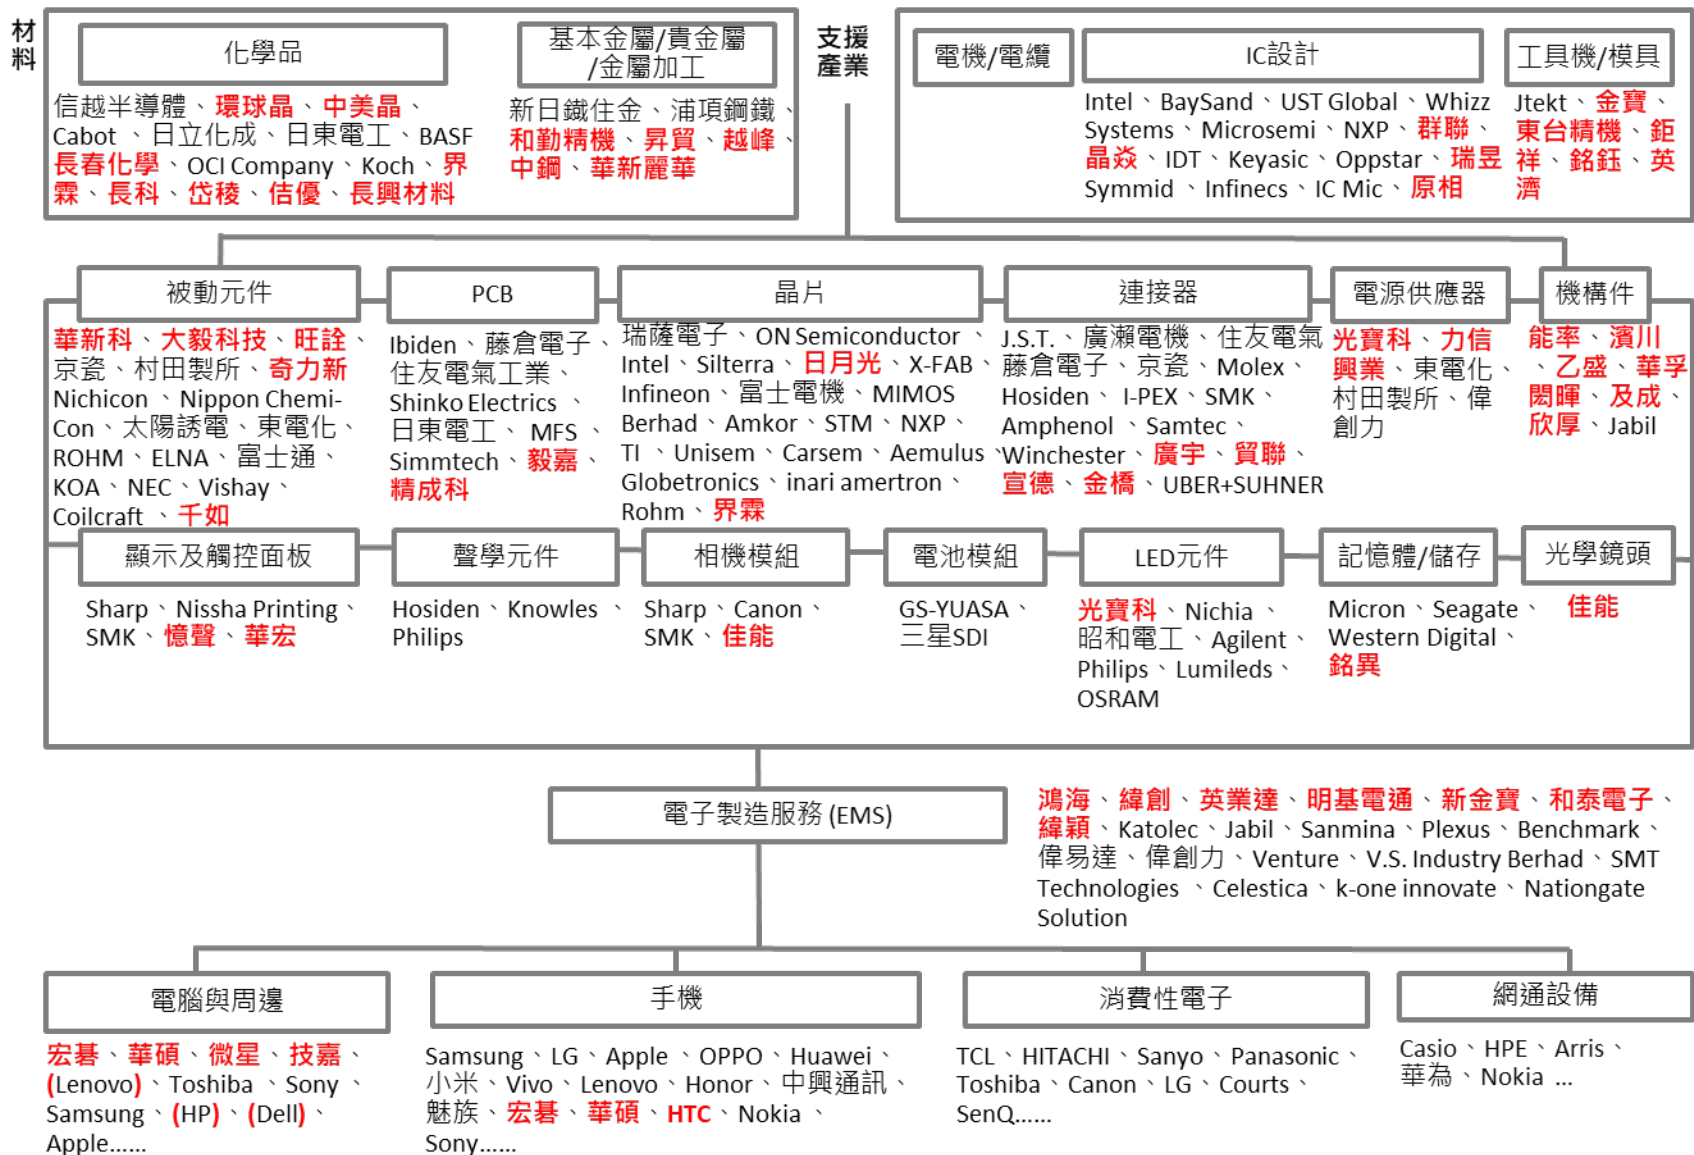 材
料
化學品
信越半導體、環球晶、中美晶、
Cabot 、日立化成、日東電工、BASF
長春化學、OCI Company、Koch、界
霖、長科、岱稜、佶優、長興材料
基本金屬/貴金屬
/金屬加工
新日鐵住金、浦項鋼鐵、
和勤精機、昇貿、越峰、
中鋼、華新麗華
支援
產業
電機/電纜
IC設計
Intel、BaySand、UST Global、Whizz
Systems、Microsemi、NXP、群聯、
晶焱、IDT、Keyasic、Oppstar、瑞昱
Symmid、Infinecs、IC Mic、原相
工具機/模具
Jtekt、金寶、
東台精機、鉅
祥、銘鈺、英
濟
被動元件
華新科、大毅科技、旺詮、
京瓷、村田製所、奇力新
Nichicon、Nippon Chemi-
Con、太陽誘電、東電化、
ROHM、ELNA、富士通、
KOA、NEC、Vishay、
Coilcraft 、千如
PCB
Ibiden、藤倉電子、
住友電氣工業、
Shinko Electrics 、
日東電工、MFS、
Simmtech、毅嘉、
精成科
晶片
瑞薩電子、ON Semiconductor
Intel、Silterra、日月光、X-FAB、
Infineon、富士電機、MIMOS
Berhad、Amkor、STM、NXP、
TI 、Unisem、Carsem、Aemulus、
Globetronics、inari amertron、
Rohm、界霖
連接器
J.S.T.、廣瀨電機、住友電氣
藤倉電子、京瓷、Molex、
Hosiden、I-PEX、SMK、
Amphenol、Samtec、
Winchester、廣宇、貿聯、
宣德、金橋、UBER+SUHNER
電源供應器
光寶科、力信
興業、東電化、
村田製所、偉
創力
機構件
能率、濱川
、乙盛、華孚
閎暉、及成、
欣厚、Jabil
顯示及觸控面板
Sharp、Nissha Printing、
SMK、憶聲、華宏
聲學元件
Hosiden、Knowles、
Philips
相機模組
Sharp、Canon、
SMK、佳能
電池模組
GS-YUASA、
三星SDI
LED元件
光寶科、Nichia、
昭和電工、Agilent、
Philips、Lumileds、
OSRAM
記憶體/儲存
Micron、Seagate、
Western Digital、
銘異
光學鏡頭
佳能
電子製造服務 (EMS)
鴻海、緯創、英業達、明基電通、新金寶、和泰電子、
緯穎、Katolec、Jabil、Sanmina、Plexus、Benchmark、
偉易達、偉創力、Venture、V.S. Industry Berhad、SMT
Technologies 、Celestica、k-one innovate、Nationgate
Solution
電腦與周邊
宏碁、華碩、微星、技嘉、
(Lenovo)、Toshiba 、Sony 、
Samsung、(HP)、(Dell)、
Apple......
手機
Samsung、LG、Apple 、OPPO、Huawei、
小米、Vivo、Lenovo、Honor、中興通訊、
魅族、宏碁、華碩、HTC、Nokia、
Sony......
消費性電子
TCL、HITACHI、Sanyo、Panasonic、
Toshiba、Canon、LG、Courts、
SenQ......
網通設備
Casio、HPE、Arris、
華為、Nokia ...